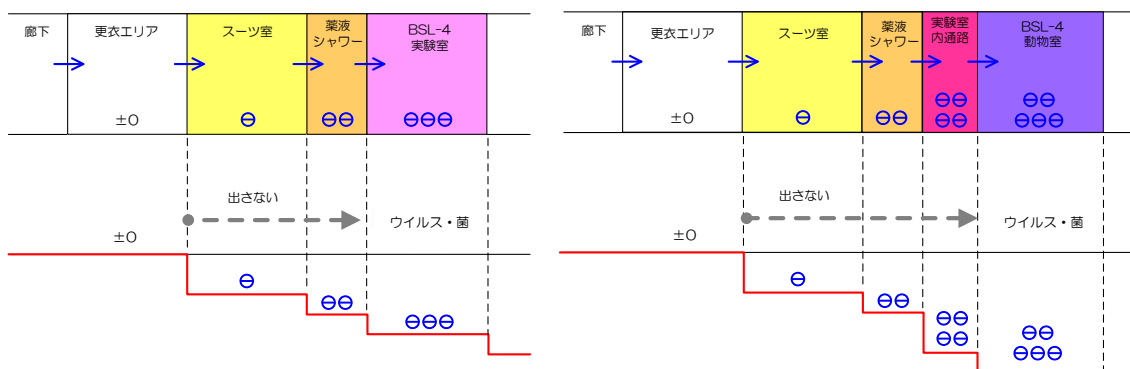 廊下
更衣エリア
スーツ室
薬液
シャワー
BSL-4
実験室
±0
⊖
⊖⊖
⊖⊖⊖
出さない
ウイルス・菌
±0
⊖
⊖⊖
⊖⊖⊖
廊下
更衣エリア
スーツ室
薬液
シャワー
実験室
内通路
BSL-4
動物室
±0
⊖
⊖⊖
⊖⊖
⊖⊖
⊖⊖
⊖⊖⊖
出さない
ウイルス・菌
±0
⊖
⊖⊖
⊖⊖
⊖⊖
⊖⊖
⊖⊖⊖